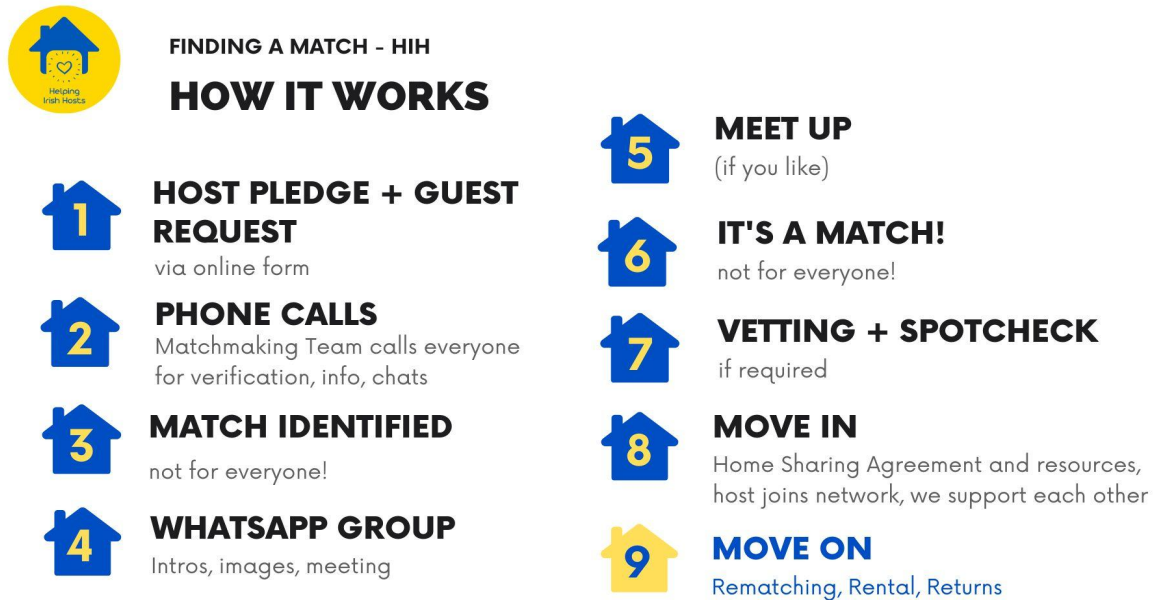 Helping
Irish Hosts
FINDING A MATCH - HIH
HOW IT WORKS
1
HOST PLEDGE + GUEST
REQUEST
via online form
2
PHONE CALLS
Matchmaking Team calls everyone
for verification, info, chats
3
MATCH IDENTIFIED
not for everyone!
4
WHATSAPP GROUP
Intros, images, meeting
5
MEET UP
(if you like)
6
IT'S A MATCH!
not for everyone!
7
VETTING + SPOTCHECK
if required
8
MOVE IN
Home Sharing Agreement and resources,
host joins network, we support each other
9
MOVE ON
Rematching, Rental, Returns